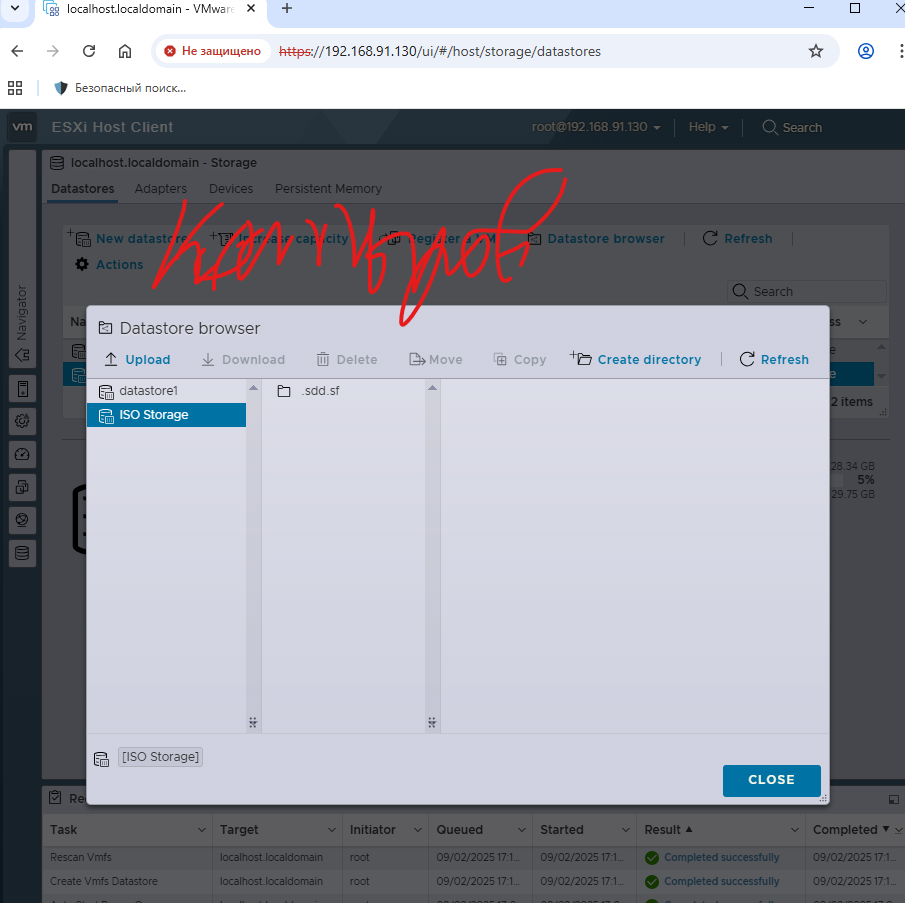 localhost.localdomain - VMware
Не защищено
https://192.168.91.130/ui/#/host/storage/datastores
Безопасный поиск...
vm ESXi Host Client
root@192.168.91.130
Help
Search
localhost.localdomain - Storage
Datastores Adapters Devices Persistent Memory
New datastore Increase capacity Register a VM Datastore browser Refresh
Actions
Search
Navigator
Datastore browser
Upload Download Delete Move Copy Create directory Refresh
datastore1 .sdd.sf
ISO Storage
2 items
28.34 GB
5%
29.75 GB
[ISO Storage]
CLOSE
Task Target Initiator Queued Started Result Completed
Rescan Vmfs localhost.localdomain root 09/02/2025 17:1... 09/02/2025 17:1... Completed successfully 09/02/2025 17:1...
Create Vmfs Datastore localhost.localdomain root 09/02/2025 17:1... 09/02/2025 17:1... Completed successfully 09/02/2025 17:1...